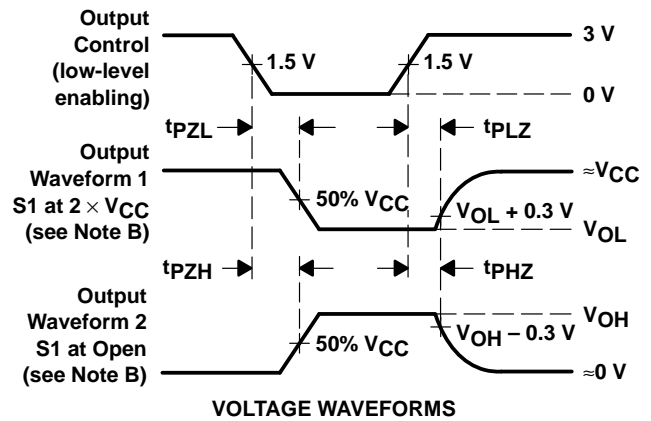 Output
Control
(low-level
enabling)
1.5 V
1.5 V
3 V
0 V
tPZL
tPLZ
Output
Waveform 1
S1 at 2 × VCC
(see Note B)
50% VCC
VOL + 0.3 V
≈VCC
VOL
tPZH
tPHZ
Output
Waveform 2
S1 at Open
(see Note B)
50% VCC
VOH – 0.3 V
VOH
≈0 V
VOLTAGE WAVEFORMS